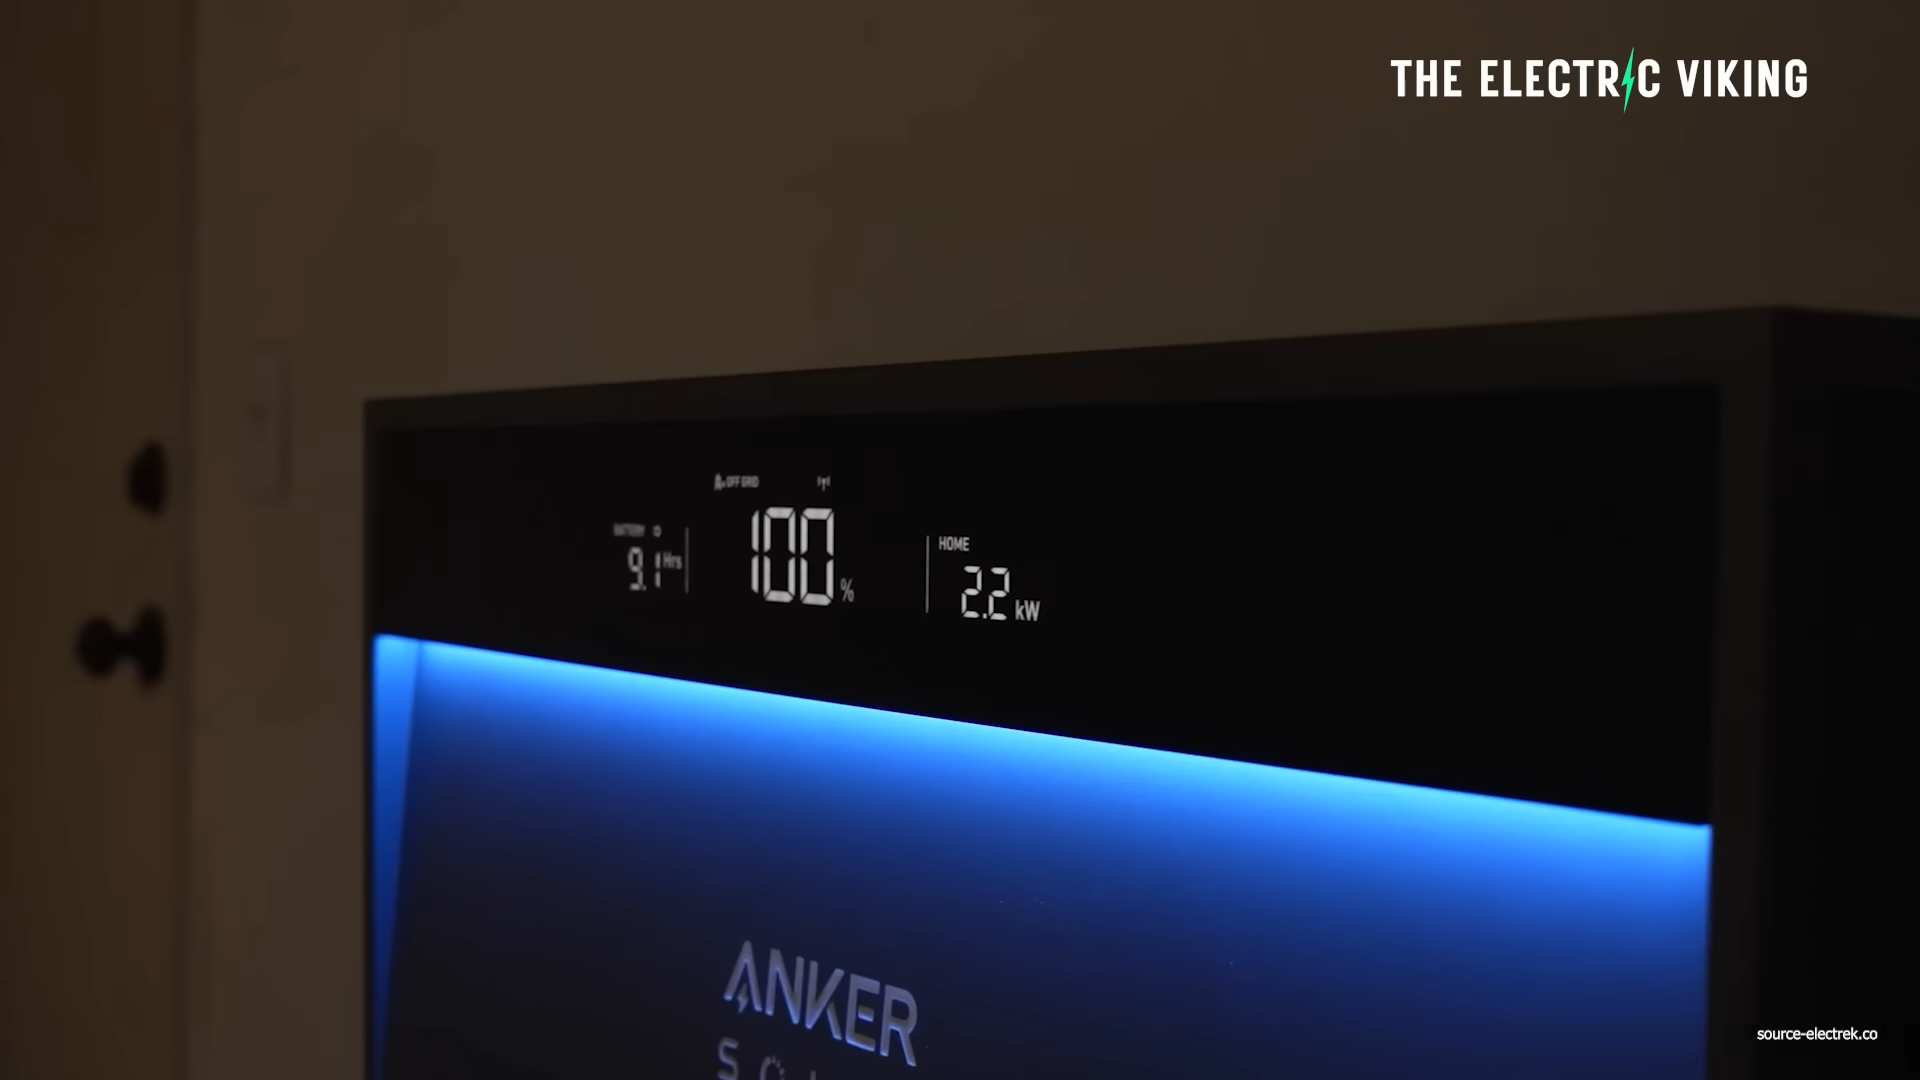 THE ELECTRIC VIKING
OFF GRID
BATTERY
9.1 Hrs
100 %
HOME
2.2 kW
ANKER
source-electrek.co